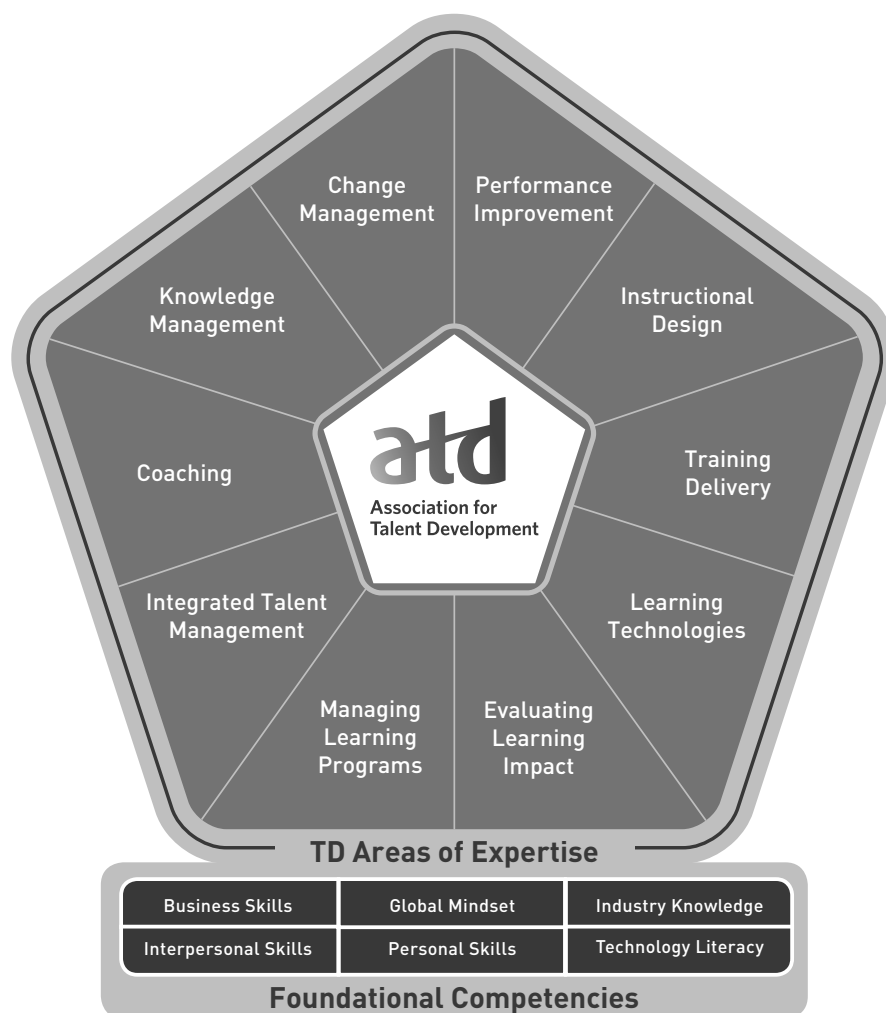 Change
Management
Performance
Improvement
Knowledge
Management
Instructional
Design
Coaching
Training
Delivery
Integrated Talent
Management
Learning
Technologies
Managing
Learning
Programs
Evaluating
Learning
Impact
atd
Association for
Talent Development
TD Areas of Expertise
Business Skills
Global Mindset
Industry Knowledge
Interpersonal Skills
Personal Skills
Technology Literacy
Foundational Competencies